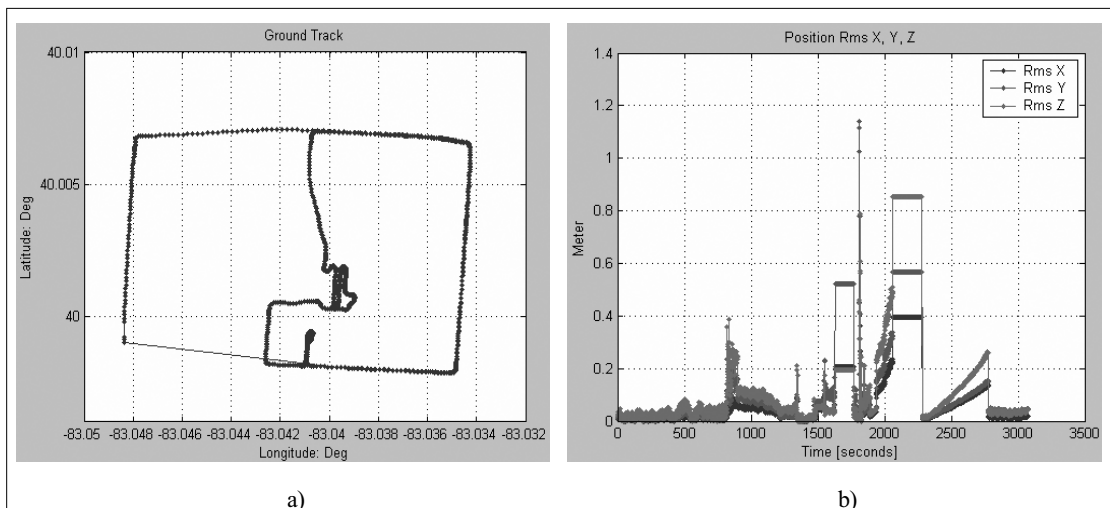 Ground Track
40.01
40.005
40
Latitude: Deg
-83.05 -83.048 -83.046 -83.044 -83.042 -83.04 -83.038 -83.036 -83.034 -83.032
Longitude: Deg
a)
Position Rms X, Y, Z
1.4
1.2
1
0.8
0.6
0.4
0.2
0
Meter
Rms X
Rms Y
Rms Z
0 500 1000 1500 2000 2500 3000 3500
Time [seconds]
b)